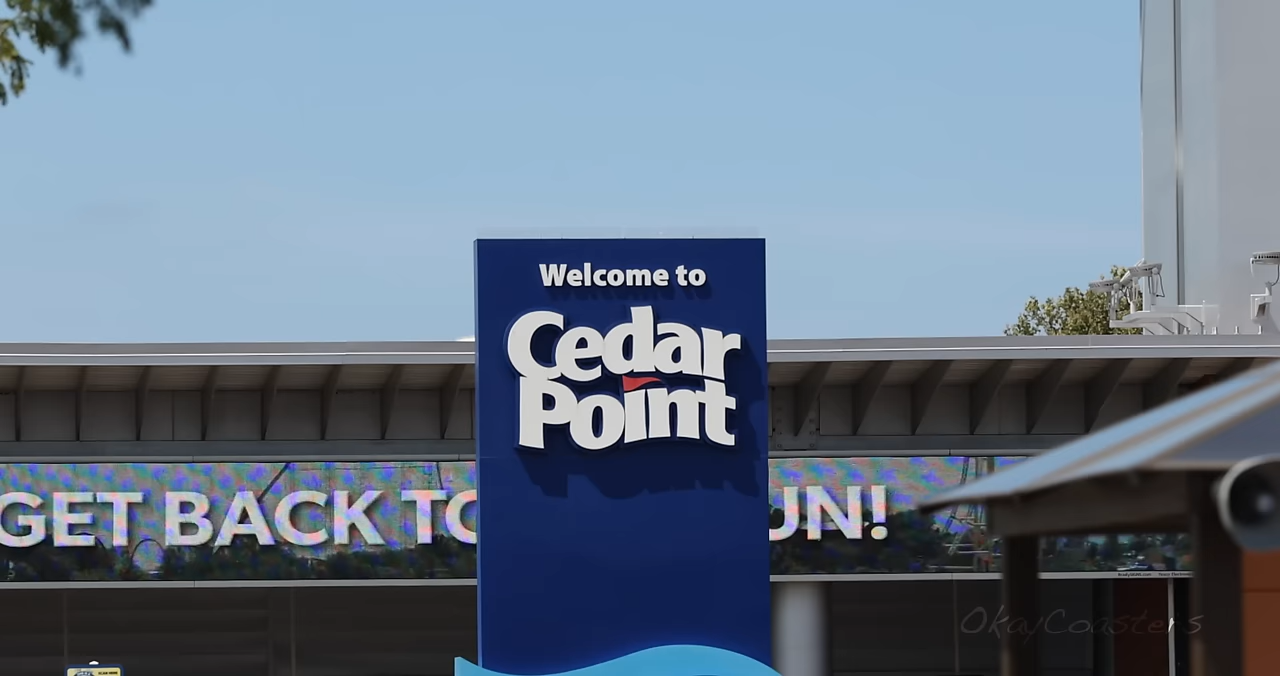 Welcome to
Cedar
Point
GET BACK TO UN!
OkayCoasters